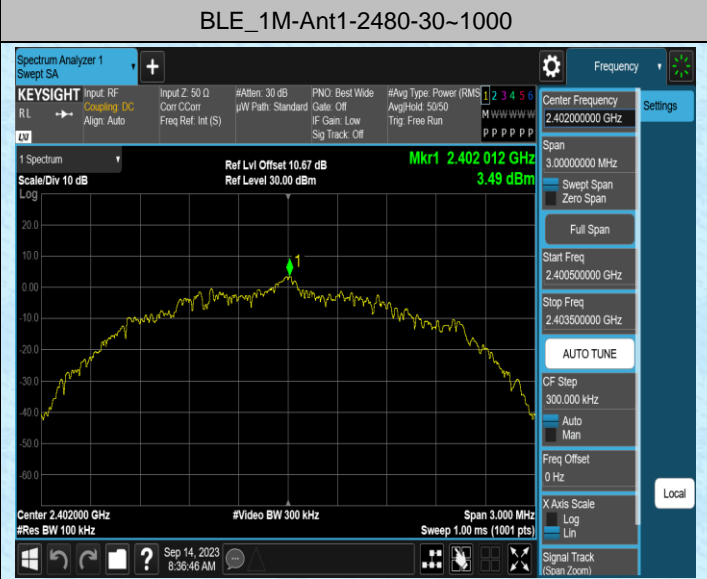 BLE_1M-Ant1-2480-30~1000
Spectrum Analyzer 1
Swept SA
Frequency
KEYSIGHT
RL
LXI
Input: RF
Coupling: DC
Align: Auto
Input Z: 50 Ω
Corr CCorr
Freq Ref: Int (S)
#Atten: 30 dB
µW Path: Standard
PNO: Best Wide
Gate: Off
IF Gain: Low
Sig Track: Off
#Avg Type: Power (RMS
Avg|Hold: 50/50
Trig: Free Run
1 2 3 4 5 6
M W W W W W
P P P P P P
1 Spectrum
Scale/Div 10 dB
Ref Lvl Offset 10.67 dB
Ref Level 30.00 dBm
Mkr1 2.402 012 GHz
3.49 dBm
Log
20.0
10.0
0.00
-10.0
-20.0
-30.0
-40.0
-50.0
-60.0
1
Center 2.402000 GHz
#Res BW 100 kHz
#Video BW 300 kHz
Span 3.000 MHz
Sweep 1.00 ms (1001 pts)
Center Frequency
2.402000000 GHz
Span
3.00000000 MHz
Swept Span
Zero Span
Full Span
Start Freq
2.400500000 GHz
Stop Freq
2.403500000 GHz
AUTO TUNE
CF Step
300.000 kHz
Auto
Man
Freq Offset
0 Hz
X Axis Scale
Log
Lin
Signal Track
(Span Zoom)
Settings
Local
?
Sep 14, 2023
8:36:46 AM